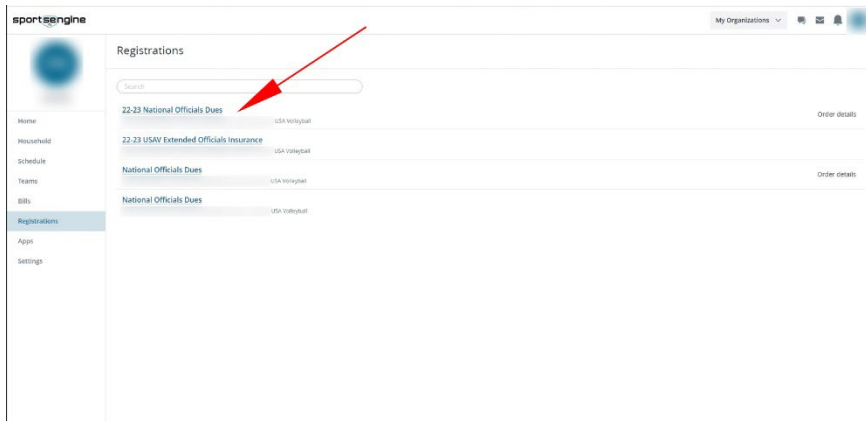 sportsengine
My Organizations
Registrations
Search
22-23 National Officials Dues
USA Volleyball
Order details
22-23 USAV Extended Officials Insurance
USA Volleyball
National Officials Dues
USA Volleyball
Order details
National Officials Dues
USA Volleyball
Home
Household
Schedule
Teams
Bills
Registrations
Apps
Settings